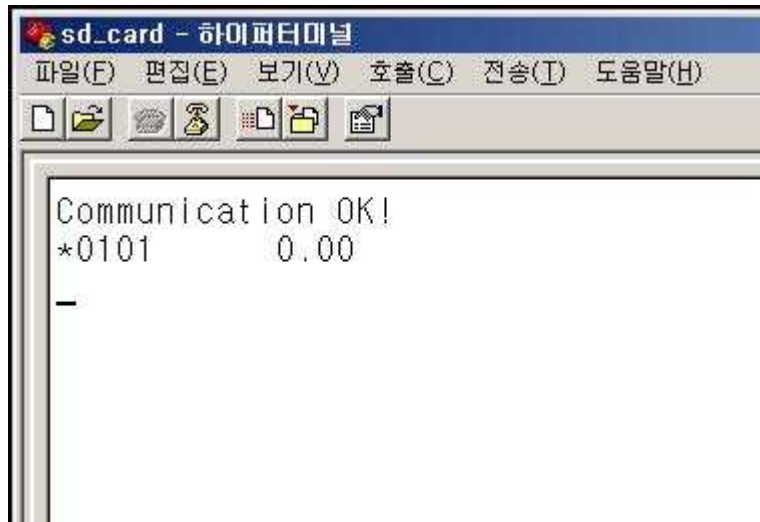 sd_card - 하이퍼터미널
파일(F) 편집(E) 보기(V) 호출(C) 전송(T) 도움말(H)
Communication OK!
*0101 0.00